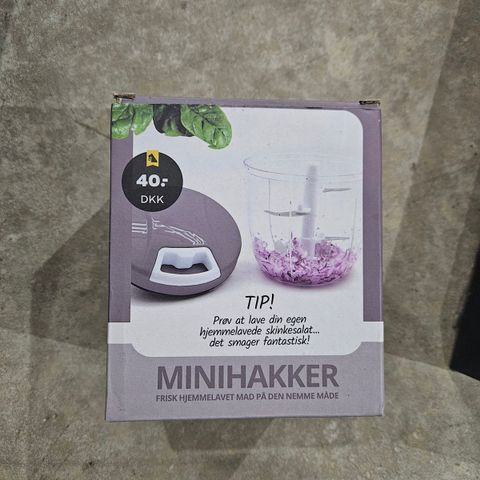 40.-
DKK
TIP!
Prøv at lave din egen
hjemmelavede skinkesalat...
det smager fantastisk!
MINIHAKKER
FRISK HJEMMELAVET MAD PÅ DEN NEMME MÅDE